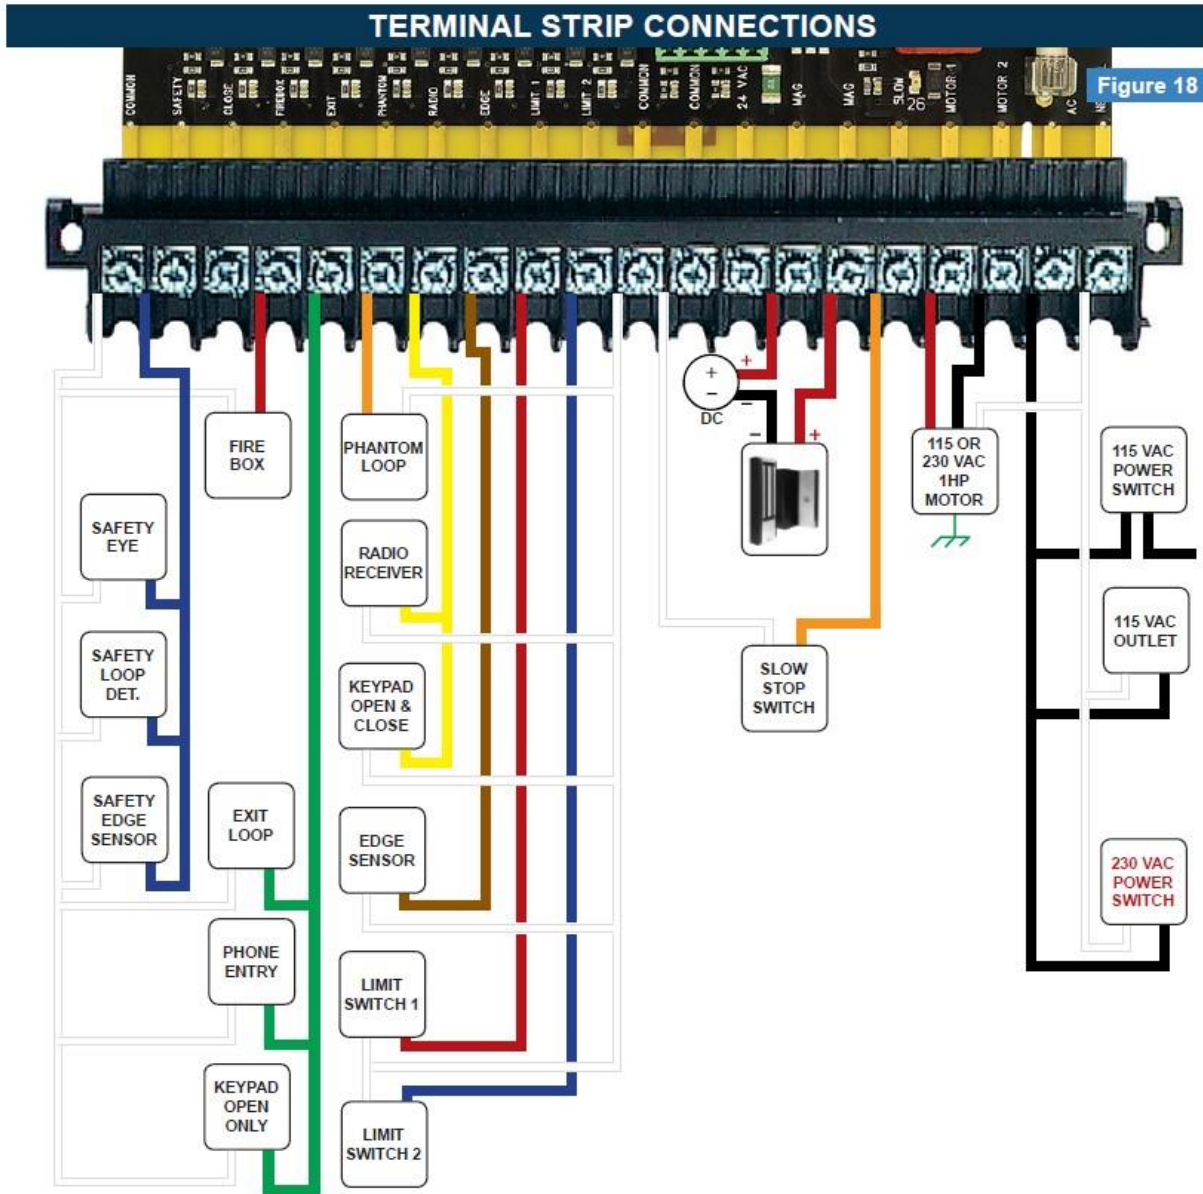 TERMINAL STRIP CONNECTIONS
Figure 18
COMMON
SAFETY
CLOSE
FIREBOX
EXIT
PHANTOM
RADIO
EDGE
LIMIT 1
LIMIT 2
COMMON
COMMON
24 VAC
MAG
MAG
SLOW
26
MOTOR 1
MOTOR 2
AC
+
+
−
−
DC
−
+
FIRE
BOX
PHANTOM
LOOP
115 OR
230 VAC
1HP
MOTOR
115 VAC
POWER
SWITCH
SAFETY
EYE
RADIO
RECEIVER
SAFETY
LOOP
DET.
KEYPAD
OPEN &
CLOSE
SLOW
STOP
SWITCH
115 VAC
OUTLET
SAFETY
EDGE
SENSOR
EXIT
LOOP
EDGE
SENSOR
230 VAC
POWER
SWITCH
PHONE
ENTRY
LIMIT
SWITCH 1
KEYPAD
OPEN
ONLY
LIMIT
SWITCH 2